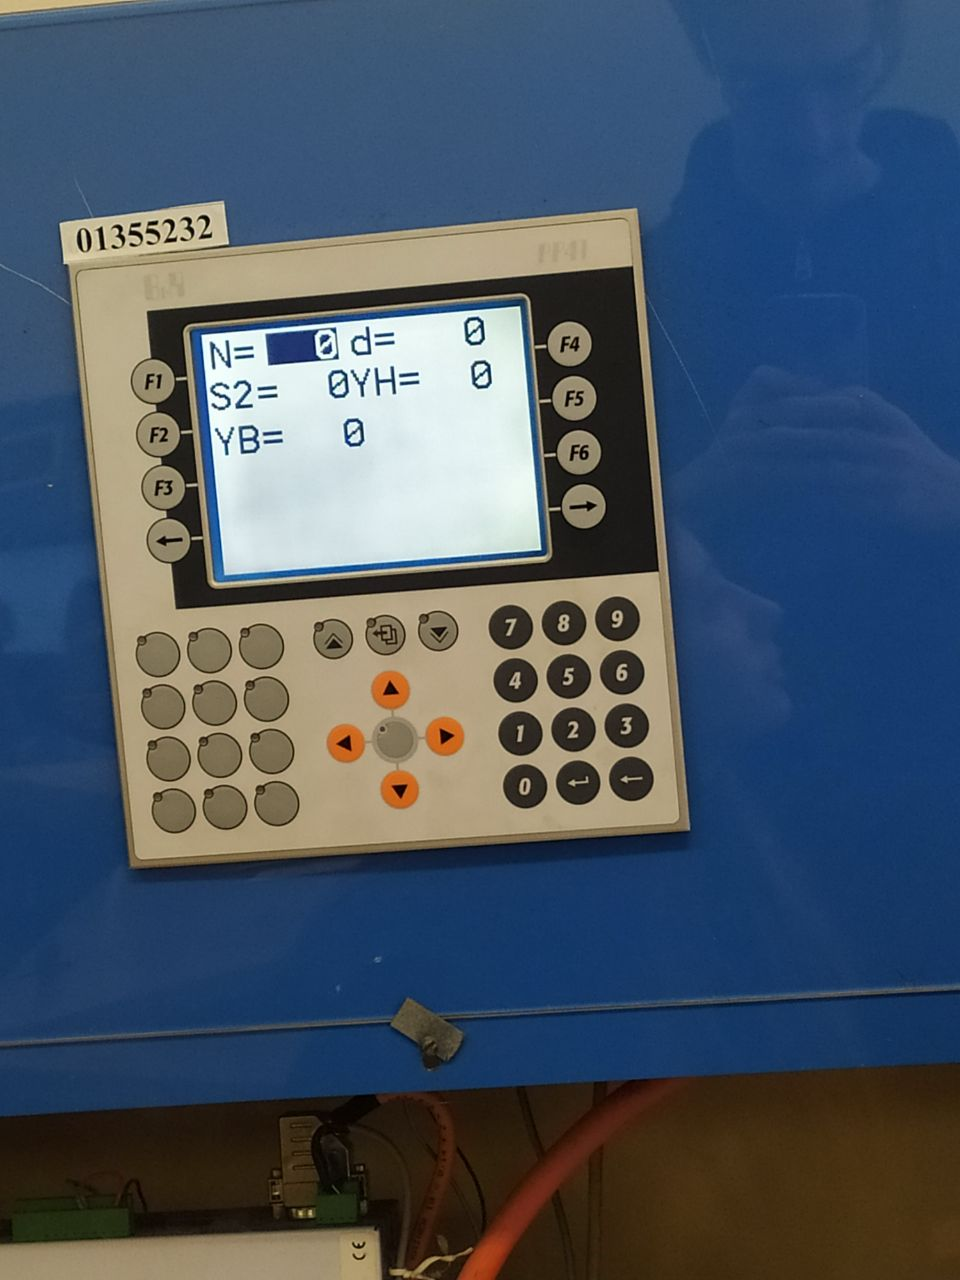 01355232
B&R
PP41
N= 0 d= 0
S2= 0YH= 0
YB= 0
F1
F2
F3
←
F4
F5
F6
→
7 8 9
4 5 6
1 2 3
0 ↵ ←
CE